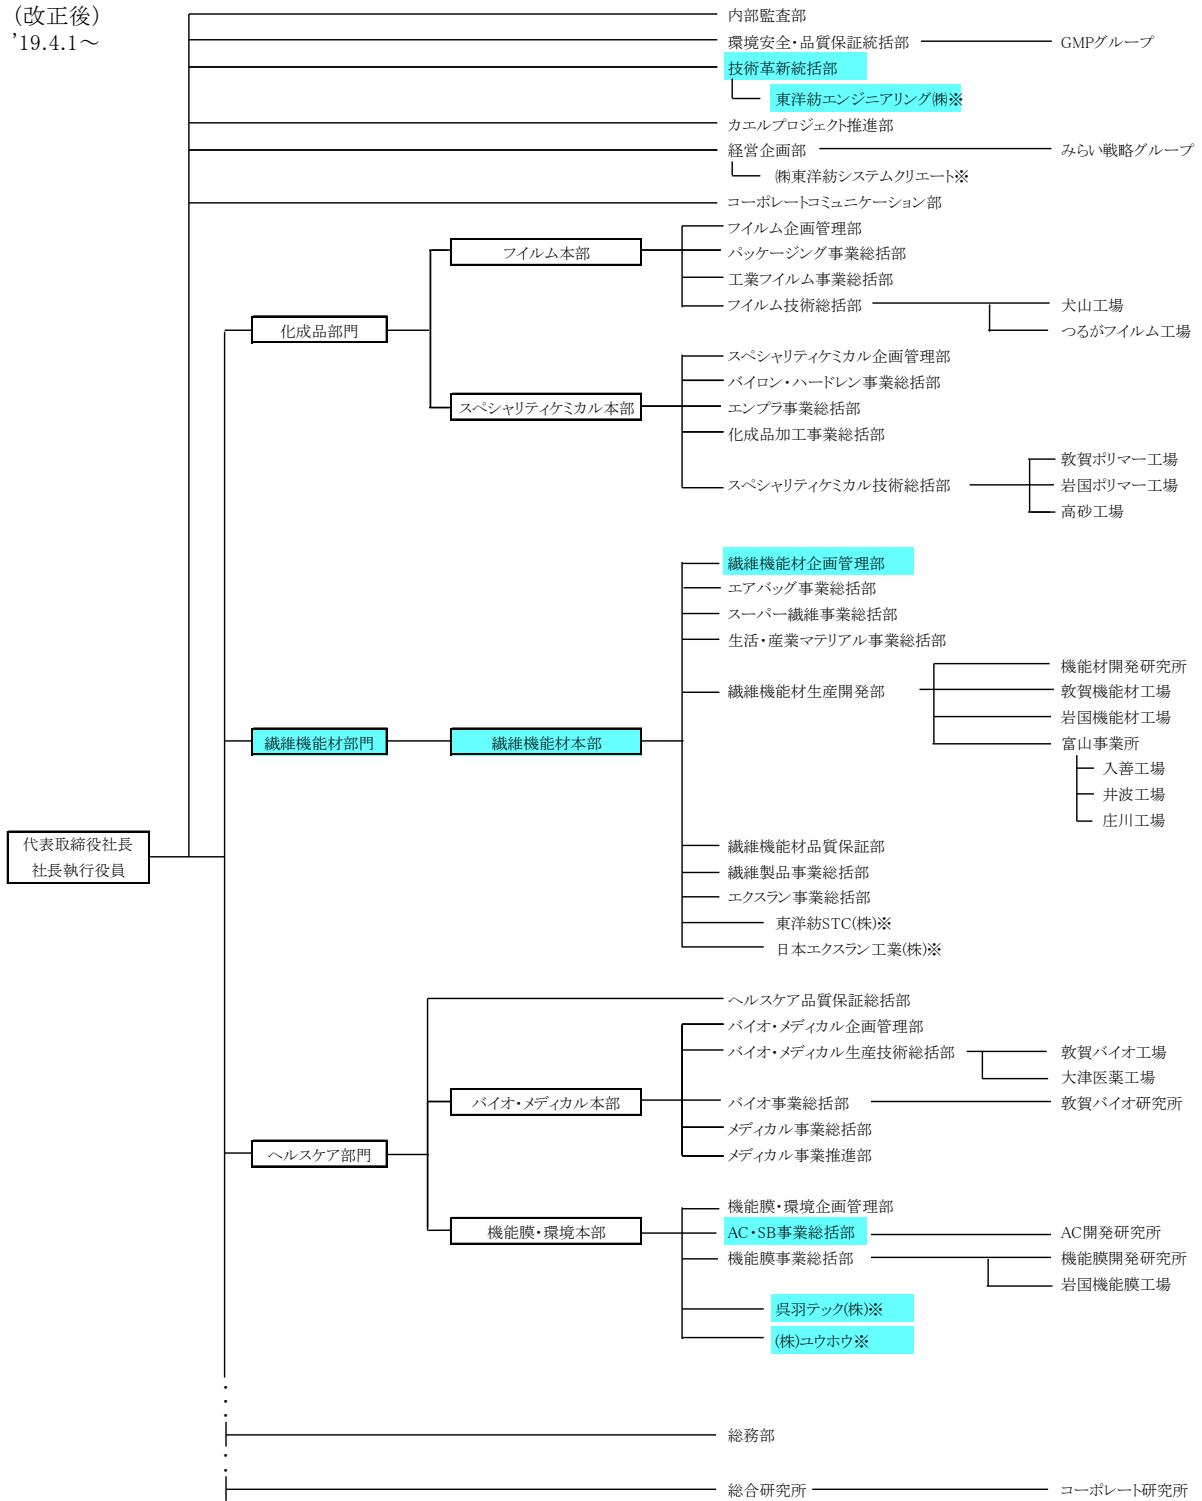 (改正後)
’19.4.1～
内部監査部
環境安全・品質保証統括部
GMPグループ
技術革新統括部
東洋紡エンジニアリング㈱※
カエルプロジェクト推進部
経営企画部
みらい戦略グループ
㈱東洋紡システムクリエート※
コーポレートコミュニケーション部
フイルム企画管理部
フイルム本部
パッケージング事業総括部
工業フイルム事業総括部
フイルム技術総括部
犬山工場
つるがフイルム工場
化成品部門
スペシャリティケミカル企画管理部
バイロン・ハードレン事業総括部
スペシャリティケミカル本部
エンプラ事業総括部
化成品加工事業総括部
敦賀ポリマー工場
スペシャリティケミカル技術総括部
岩国ポリマー工場
高砂工場
繊維機能材企画管理部
エアバッグ事業総括部
スーパー繊維事業総括部
生活・産業マテリアル事業総括部
機能材開発研究所
繊維機能材生産開発部
敦賀機能材工場
岩国機能材工場
繊維機能材部門
繊維機能材本部
富山事業所
入善工場
井波工場
庄川工場
代表取締役社長
社長執行役員
繊維機能材品質保証部
繊維製品事業総括部
エクスラン事業総括部
東洋紡STC(株)※
日本エクスラン工業(株)※
ヘルスケア品質保証総括部
バイオ・メディカル企画管理部
バイオ・メディカル生産技術総括部
敦賀バイオ工場
大津医薬工場
バイオ・メディカル本部
バイオ事業総括部
敦賀バイオ研究所
メディカル事業総括部
ヘルスケア部門
メディカル事業推進部
機能膜・環境企画管理部
機能膜・環境本部
AC・SB事業総括部
AC開発研究所
機能膜事業総括部
機能膜開発研究所
岩国機能膜工場
呉羽テック(株)※
(株)ユウホウ※
総務部
総合研究所
コーポレート研究所